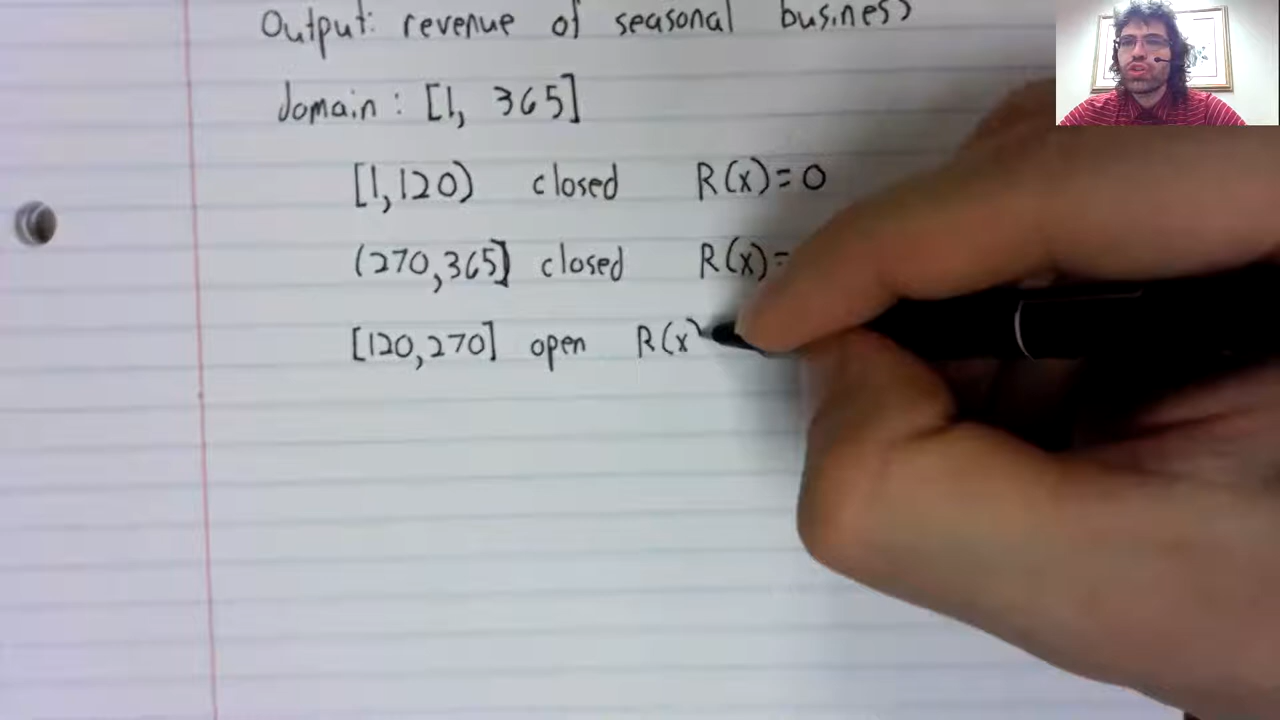 Output: revenue of seasonal business
domain: [1, 365]
[1,120) closed R(x)=0
(270,365] closed R(x)=
[120,270] open R(x)